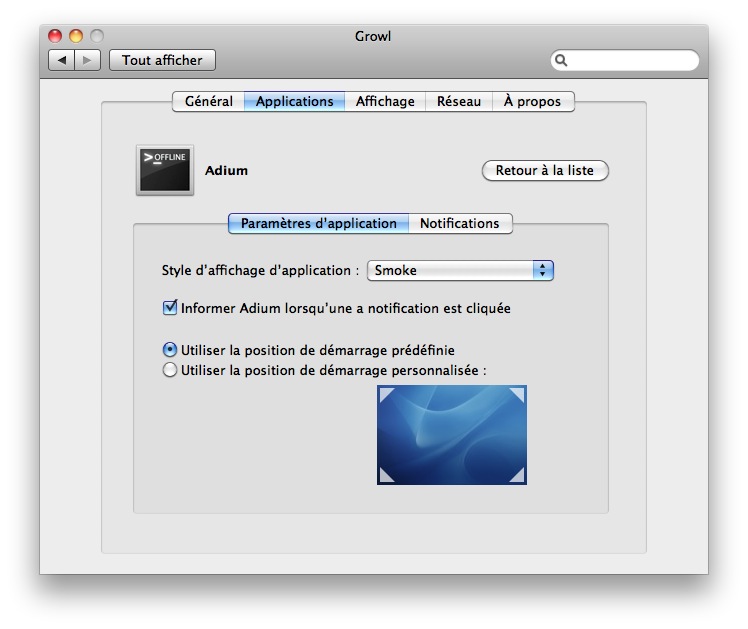 Growl
Tout afficher
Général Applications Affichage Réseau À propos
>_OFFLINE
Adium
Retour à la liste
Paramètres d'application Notifications
Style d'affichage d'application : Smoke
Informer Adium lorsqu'une a notification est cliquée
Utiliser la position de démarrage prédéfinie
Utiliser la position de démarrage personnalisée :